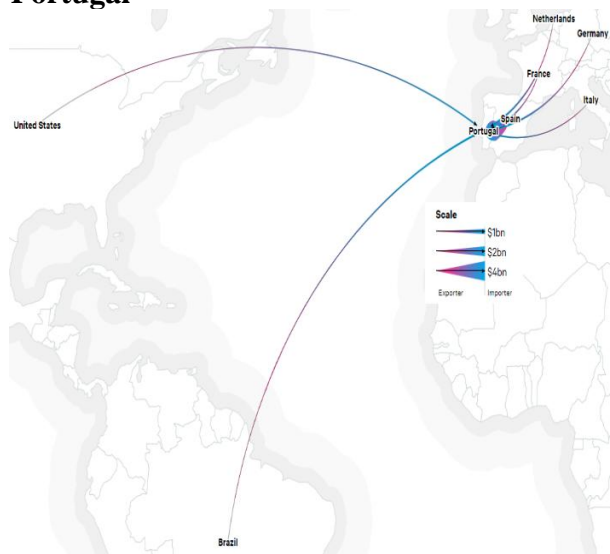 Portugal
Netherlands
Germany
France
Italy
United States
Spain
Portugal
Scale
$1bn
$2bn
$4bn
Exporter Importer
Brazil